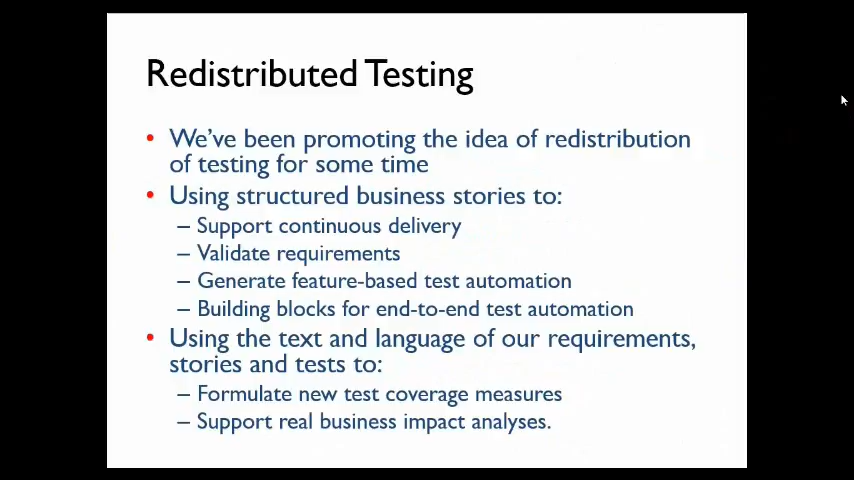 Redistributed Testing
• We've been promoting the idea of redistribution
of testing for some time
• Using structured business stories to:
– Support continuous delivery
– Validate requirements
– Generate feature-based test automation
– Building blocks for end-to-end test automation
• Using the text and language of our requirements,
stories and tests to:
– Formulate new test coverage measures
– Support real business impact analyses.